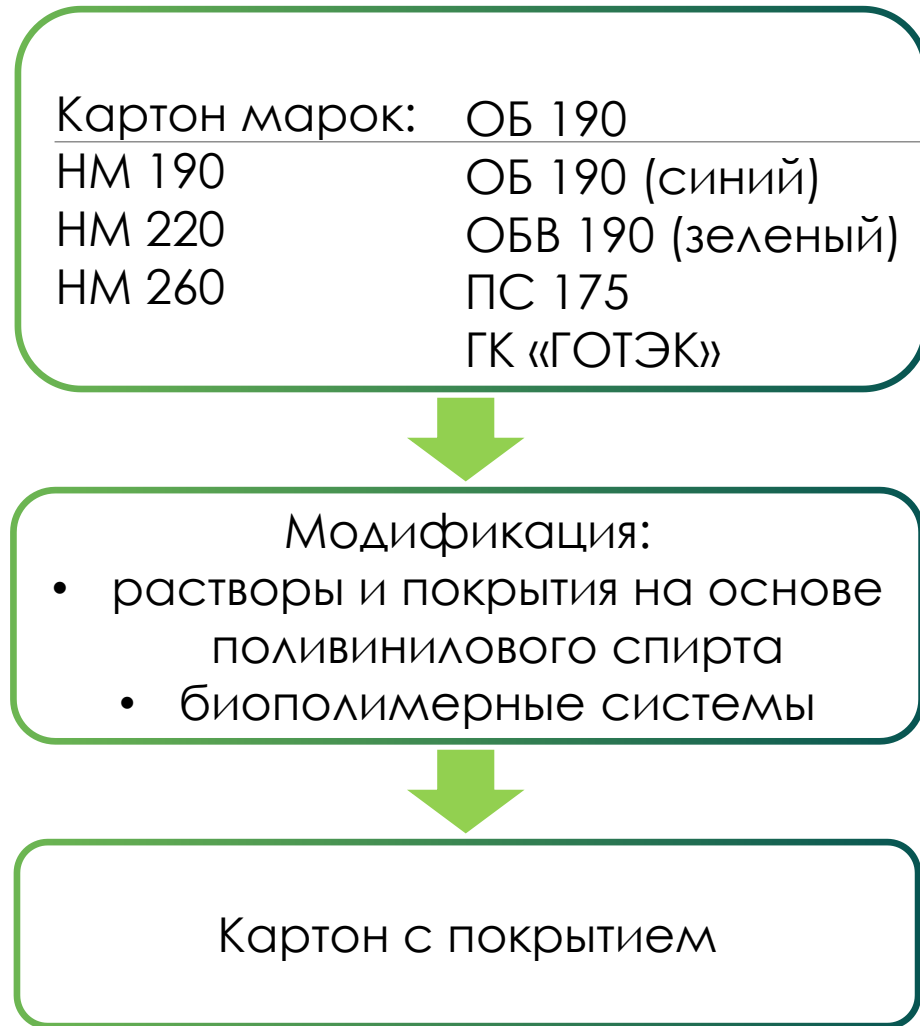 Картон марок:
НМ 190
НМ 220
НМ 260
ОБ 190
ОБ 190 (синий)
ОБВ 190 (зеленый)
ПС 175
ГК «ГОТЭК»
Модификация:
• растворы и покрытия на основе
поливинилового спирта
• биополимерные системы
Картон с покрытием